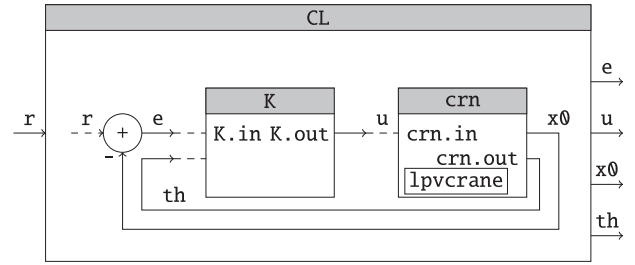 CL
e
r r + e K u crn x0
K.in K.out crn.in u
- crn.out
lpvcrane x0
th
th